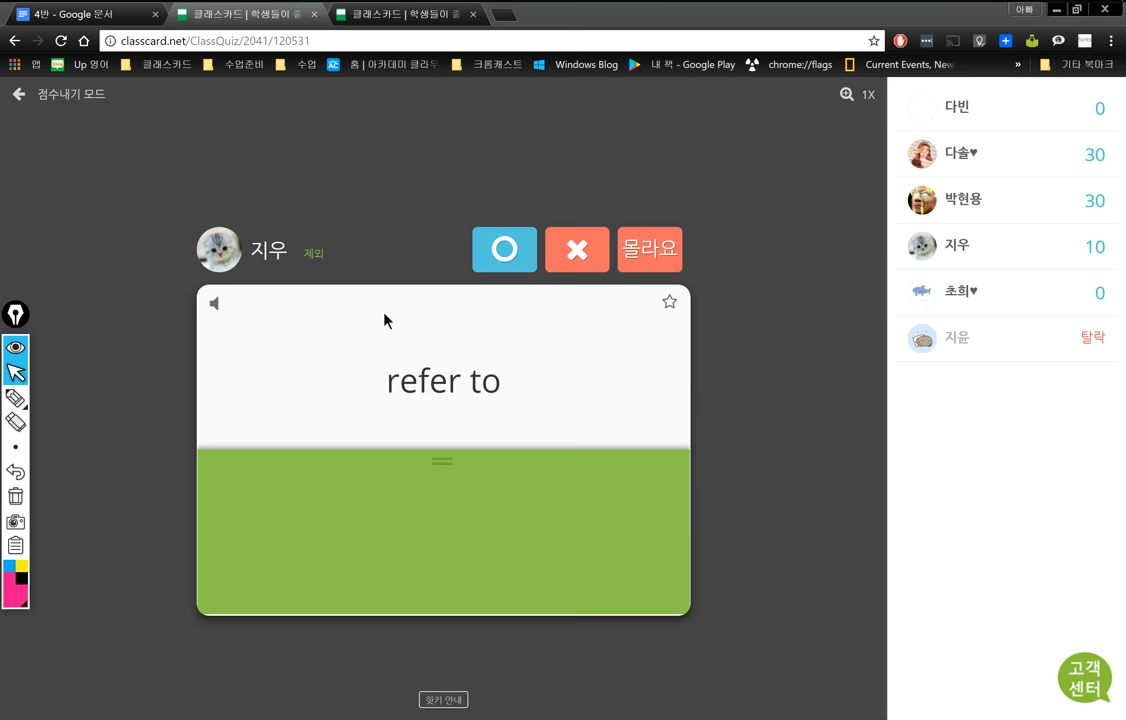 4반 - Google 문서
클래스카드 | 학생들이 좋
클래스카드 | 학생들이 좋
아빠
classcard.net/ClassQuiz/2041/120531
앱
Up 영어
클래스카드
수업준비
수업
홈 | 아카데미 클라우
크롬캐스트
Windows Blog
내 책 - Google Play
chrome://flags
Current Events, New
»
기타 북마크
점수내기 모드
1X
다빈
0
다솔♥
30
박현용
30
지우
10
초희♥
0
지윤
탈락
지우
제외
몰라요
refer to
핫키 안내
고객
센터